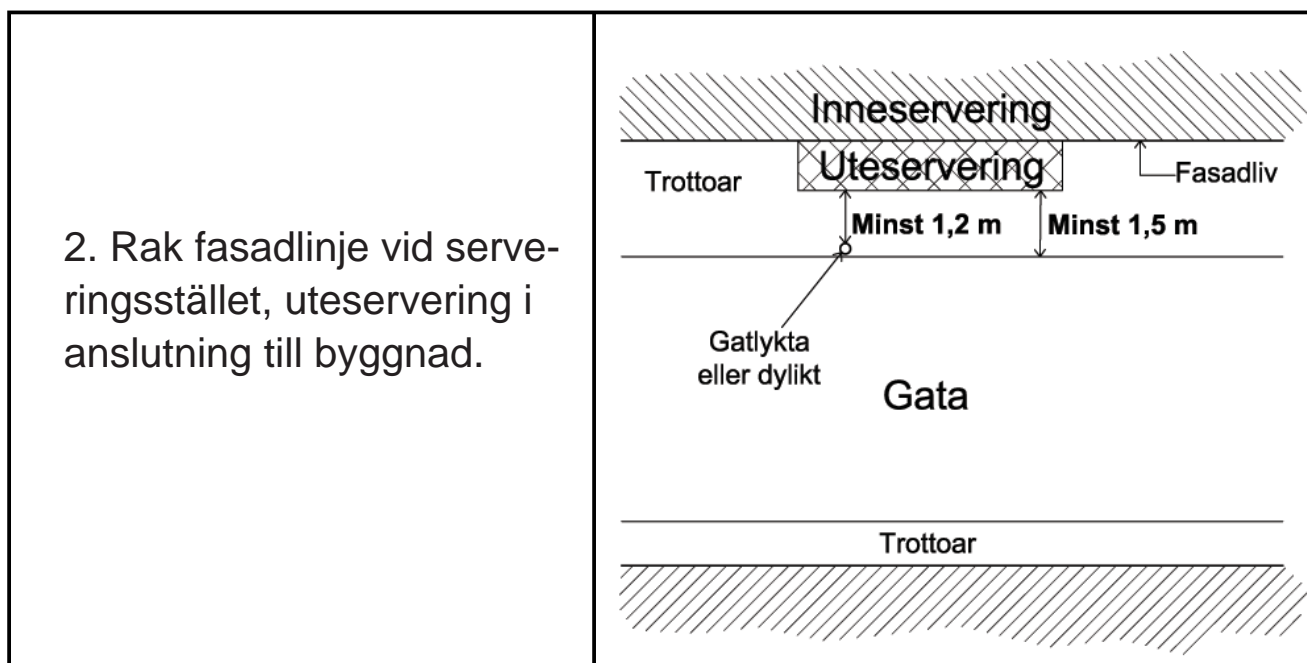 2. Rak fasadlinje vid serve-
ringsstället, uteservering i
anslutning till byggnad.
Inneservering
Uteservering
Trottoar
Fasadliv
Minst 1,2 m
Minst 1,5 m
Gatlykta
eller dylikt
Gata
Trottoar